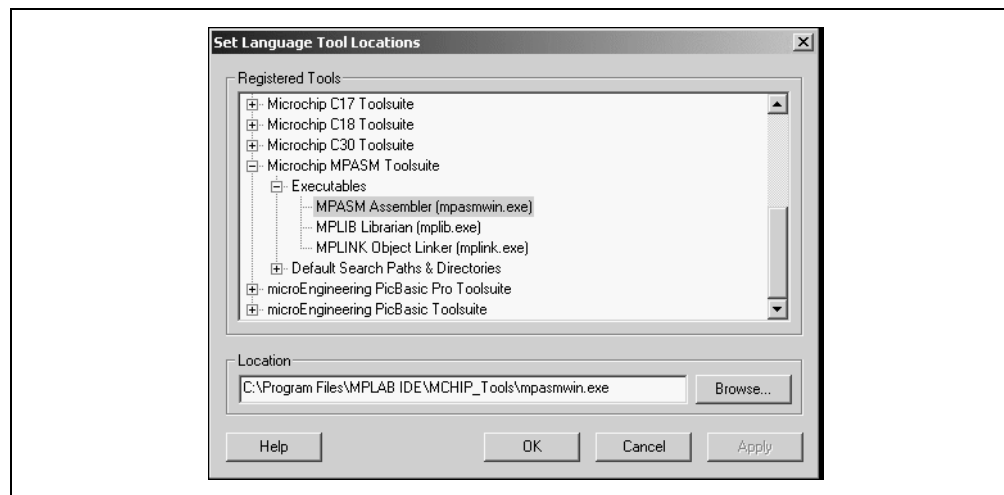 Set Language Tool Locations
Registered Tools
Microchip C17 Toolsuite
Microchip C18 Toolsuite
Microchip C30 Toolsuite
Microchip MPASM Toolsuite
Executables
MPASM Assembler (mpasmwin.exe)
MPLIB Librarian (mplib.exe)
MPLINK Object Linker (mplink.exe)
Default Search Paths & Directories
microEngineering PicBasic Pro Toolsuite
microEngineering PicBasic Toolsuite
Location
C:\Program Files\MPLAB IDE\MCHIP_Tools\mpasmwin.exe Browse...
Help OK Cancel Apply